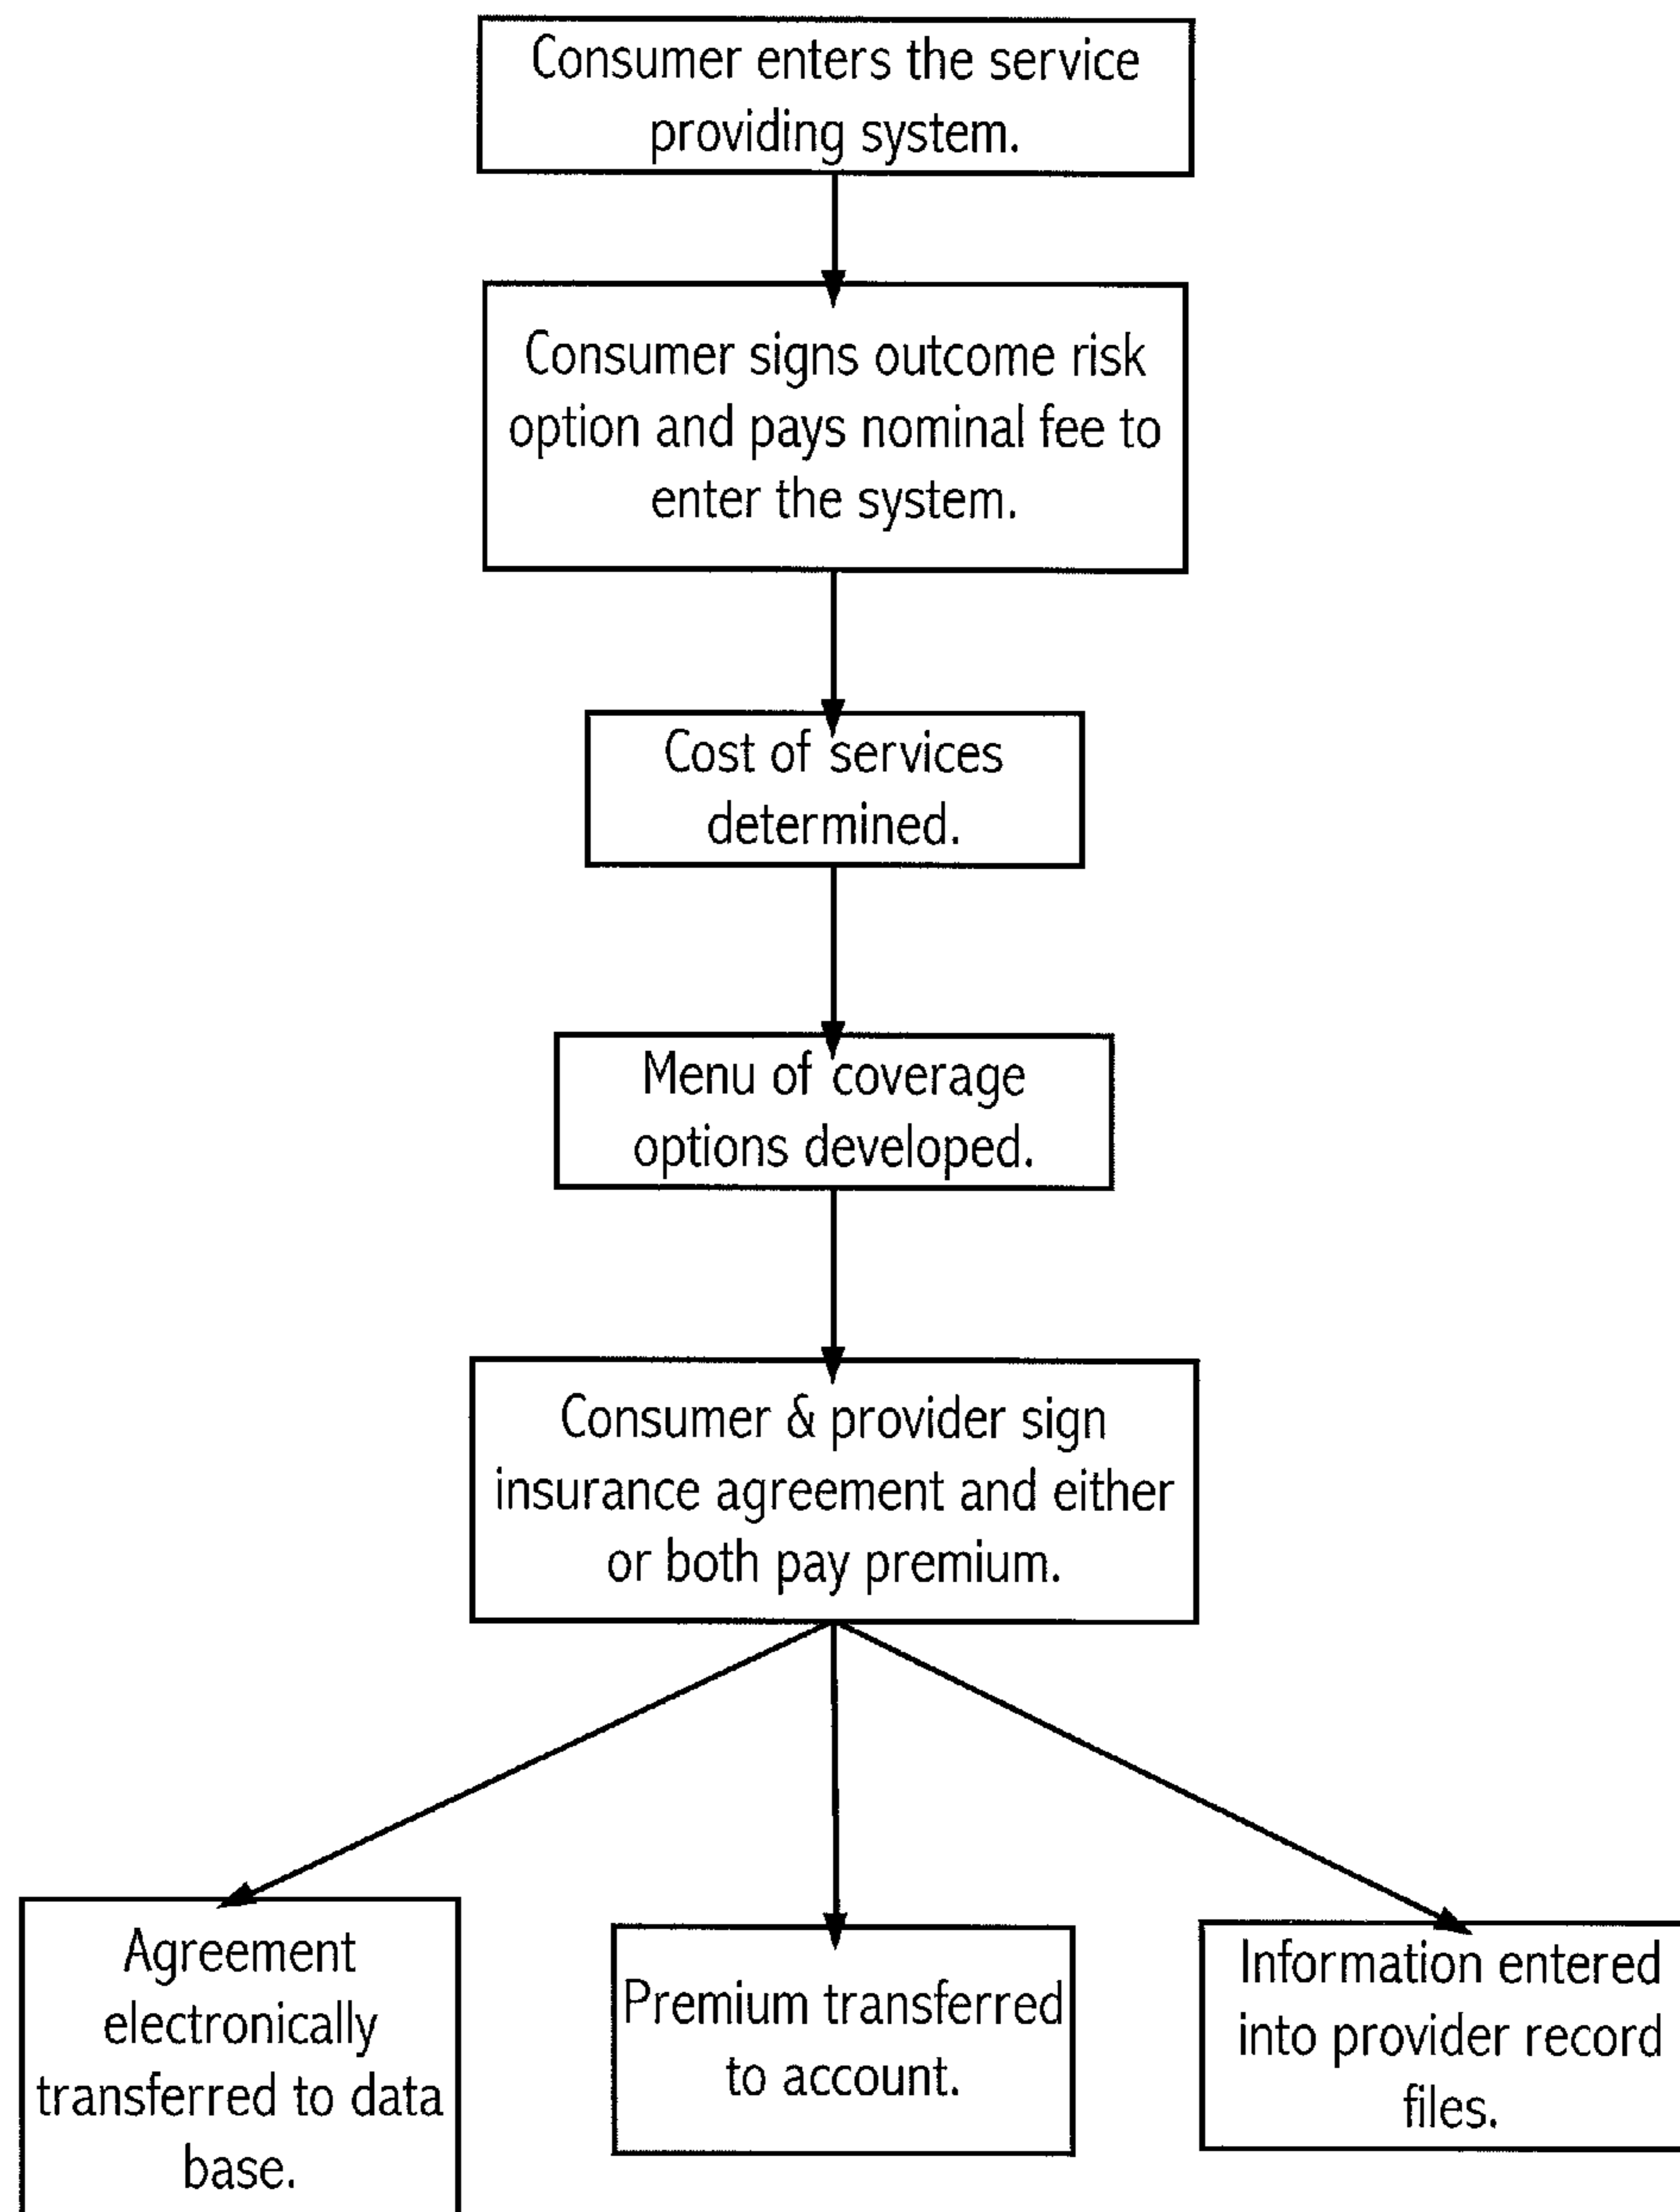 Consumer enters the service
providing system.
Consumer signs outcome risk
option and pays nominal fee to
enter the system.
Cost of services
determined.
Menu of coverage
options developed.
Consumer & provider sign
insurance agreement and either
or both pay premium.
Agreement
electronically
transferred to data
base.
Premium transferred
to account.
Information entered
into provider record
files.